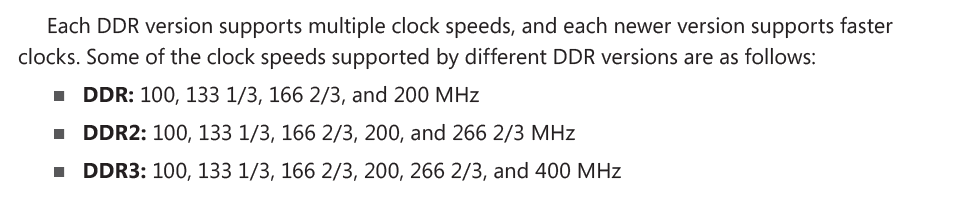 Each DDR version supports multiple clock speeds, and each newer version supports faster
clocks. Some of the clock speeds supported by different DDR versions are as follows:
■ DDR: 100, 133 1/3, 166 2/3, and 200 MHz
■ DDR2: 100, 133 1/3, 166 2/3, 200, and 266 2/3 MHz
■ DDR3: 100, 133 1/3, 166 2/3, 200, 266 2/3, and 400 MHz